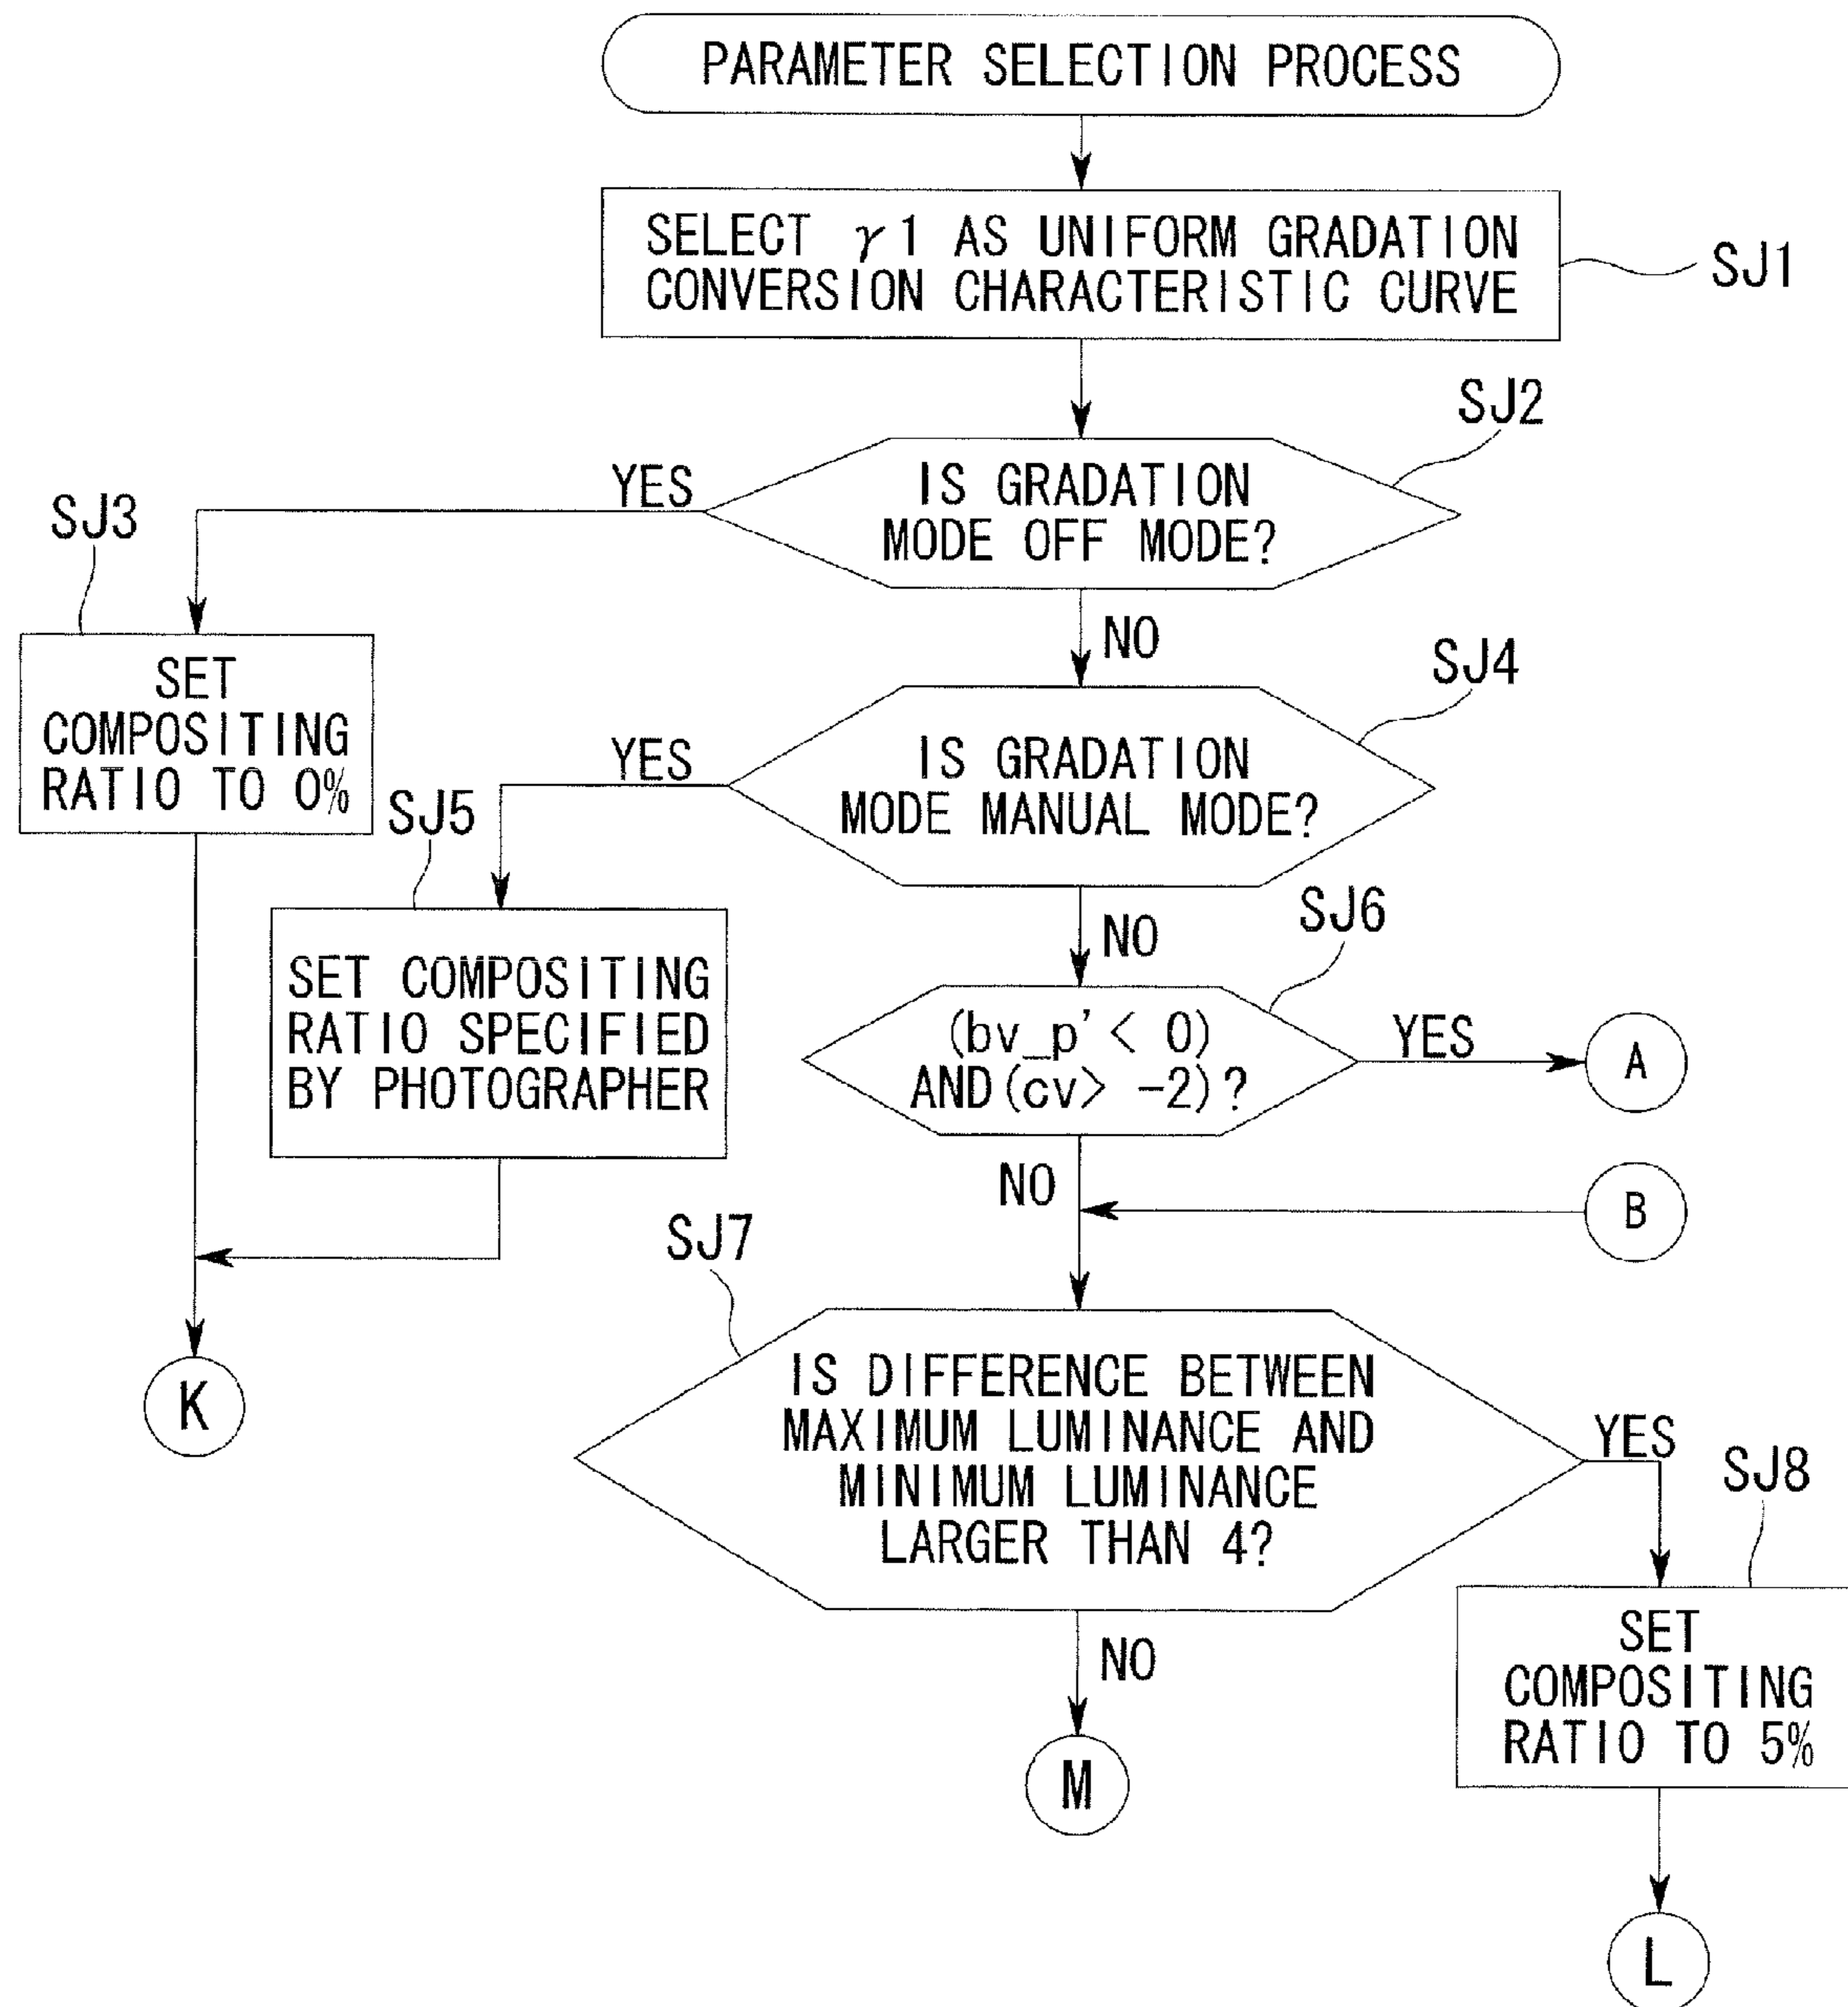 PARAMETER SELECTION PROCESS
SELECT γ1 AS UNIFORM GRADATION
CONVERSION CHARACTERISTIC CURVE
SJ1
SJ2
IS GRADATION
MODE OFF MODE?
YES
NO
SJ3
SET
COMPOSITING
RATIO TO 0%
SJ4
IS GRADATION
MODE MANUAL MODE?
YES
NO
SJ5
SET COMPOSITING
RATIO SPECIFIED
BY PHOTOGRAPHER
SJ6
(bv_p'< 0)
AND(cv> -2)?
YES
A
NO
B
K
SJ7
IS DIFFERENCE BETWEEN
MAXIMUM LUMINANCE AND
MINIMUM LUMINANCE
LARGER THAN 4?
YES
NO
M
SJ8
SET
COMPOSITING
RATIO TO 5%
L